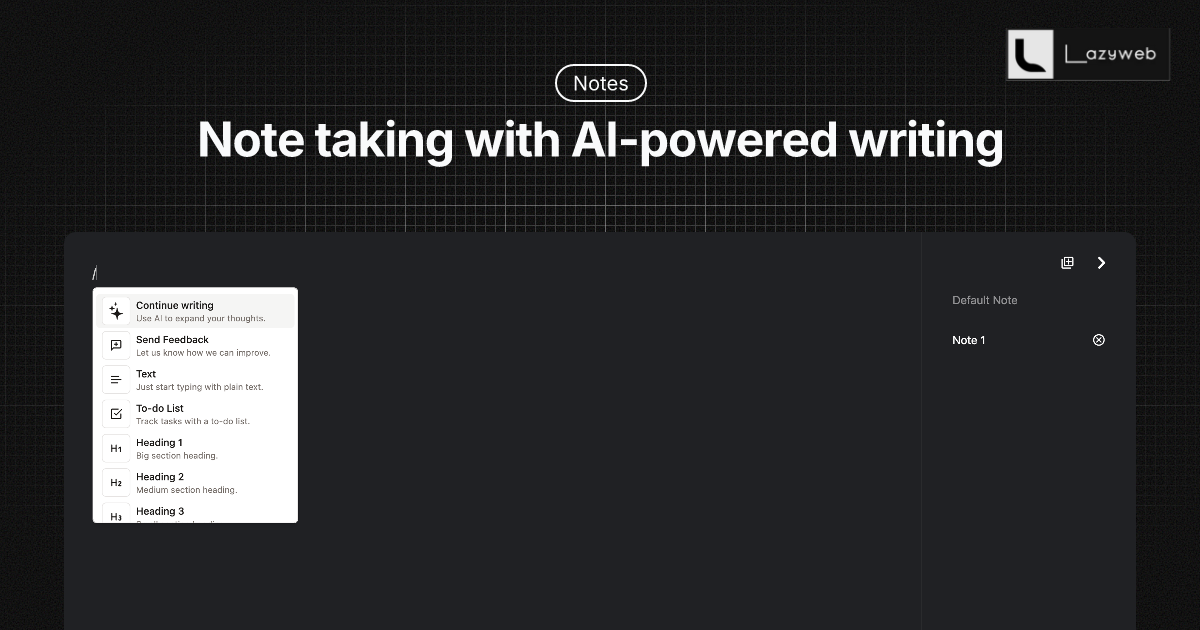 Lazyweb
Notes
Note taking with AI-powered writing
/
Continue writing
Use AI to expand your thoughts.
Send Feedback
Let us know how we can improve.
Text
Just start typing with plain text.
To-do List
Track tasks with a to-do list.
H1
Heading 1
Big section heading.
H2
Heading 2
Medium section heading.
H3
Heading 3
Default Note
Note 1